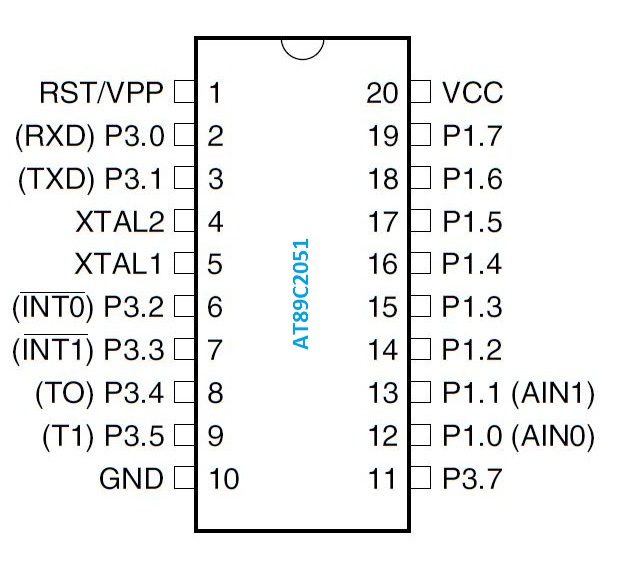 RST/VPP 1 20 VCC
(RXD) P3.0 2 19 P1.7
(TXD) P3.1 3 18 P1.6
XTAL2 4 17 P1.5
XTAL1 5 16 P1.4
(INT0) P3.2 6 15 P1.3
(INT1) P3.3 7 14 P1.2
(TO) P3.4 8 13 P1.1 (AIN1)
(T1) P3.5 9 12 P1.0 (AIN0)
GND 10 11 P3.7
AT89C2051